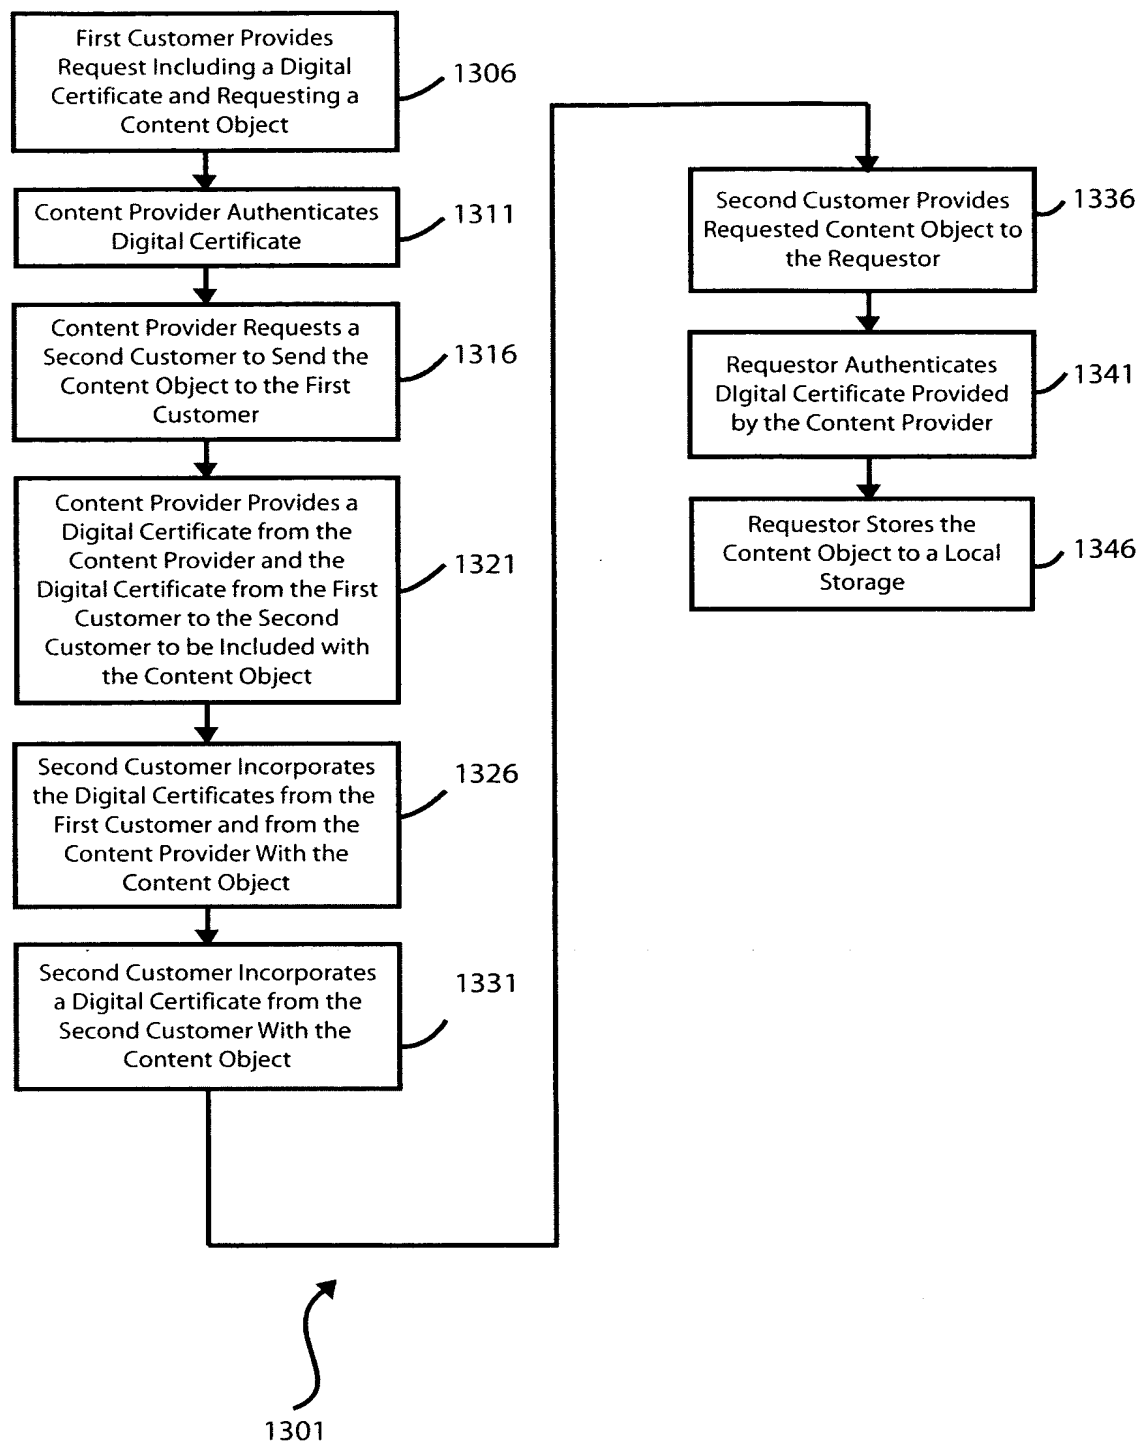 First Customer Provides
Request Including a Digital
Certificate and Requesting a
Content Object
1306
Content Provider Authenticates
Digital Certificate
1311
Content Provider Requests a
Second Customer to Send the
Content Object to the First
Customer
1316
Content Provider Provides a
Digital Certificate from the
Content Provider and the
Digital Certificate from the First
Customer to the Second
Customer to be Included with
the Content Object
1321
Second Customer Incorporates
the Digital Certificates from the
First Customer and from the
Content Provider With the
Content Object
1326
Second Customer Incorporates
a Digital Certificate from the
Second Customer With the
Content Object
1331
Second Customer Provides
Requested Content Object to
the Requestor
1336
Requestor Authenticates
DIgital Certificate Provided
by the Content Provider
1341
Requestor Stores the
Content Object to a Local
Storage
1346
1301